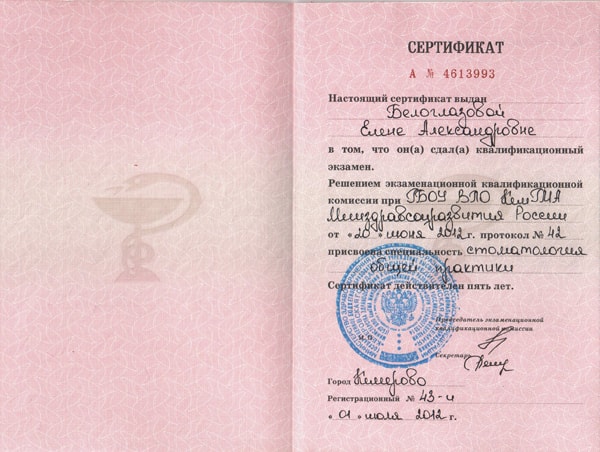 СЕРТИФИКАТ
А № 4613993
Настоящий сертификат выдан
Белоглазовой
Елене Александровне
в том, что он(а) сдал(а) квалификационный
экзамен.
Решением экзаменационной квалификационной
комиссии при ГБОУ ВПО КемГМА
Минздравсоцразвития России
от «20» июня 2012 г. протокол № 42
присвоена специальность стоматология
общей практики
Сертификат действителен пять лет.
Председатель экзаменационной
квалификационной комиссии
М.П.
Секретарь
Город Кемерово
Регистрационный № 43-и
«01» июля 2012 г.